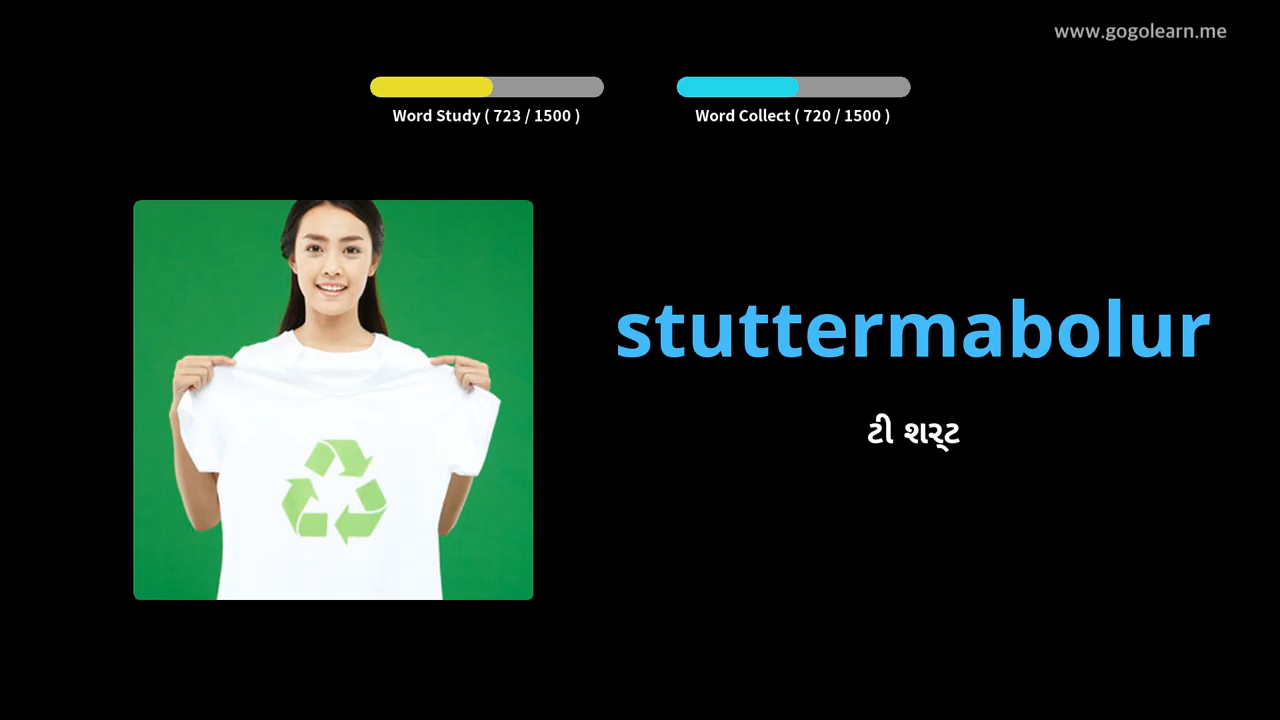 www.gogolearn.me
Word Study ( 723 / 1500 )
Word Collect ( 720 / 1500 )
stuttermabolur
ટી શર્ટ